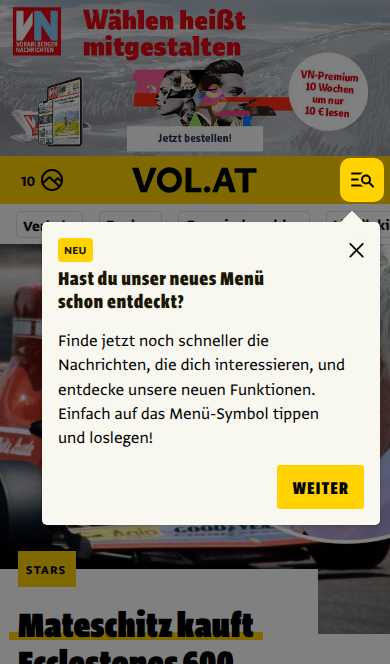 VN
VORARLBERGER
NACHRICHTEN
Wählen heißt
mitgestalten
VN-Premium
10 Wochen
um nur
10 € lesen
Jetzt bestellen!
10
VOL.AT
NEU
Hast du unser neues Menü
schon entdeckt?
Finde jetzt noch schneller die
Nachrichten, die dich interessieren, und
entdecke unsere neuen Funktionen.
Einfach auf das Menü-Symbol tippen
und loslegen!
WEITER
GOODYEAR
STARS
Mateschitz kauft
Ecclestones 600